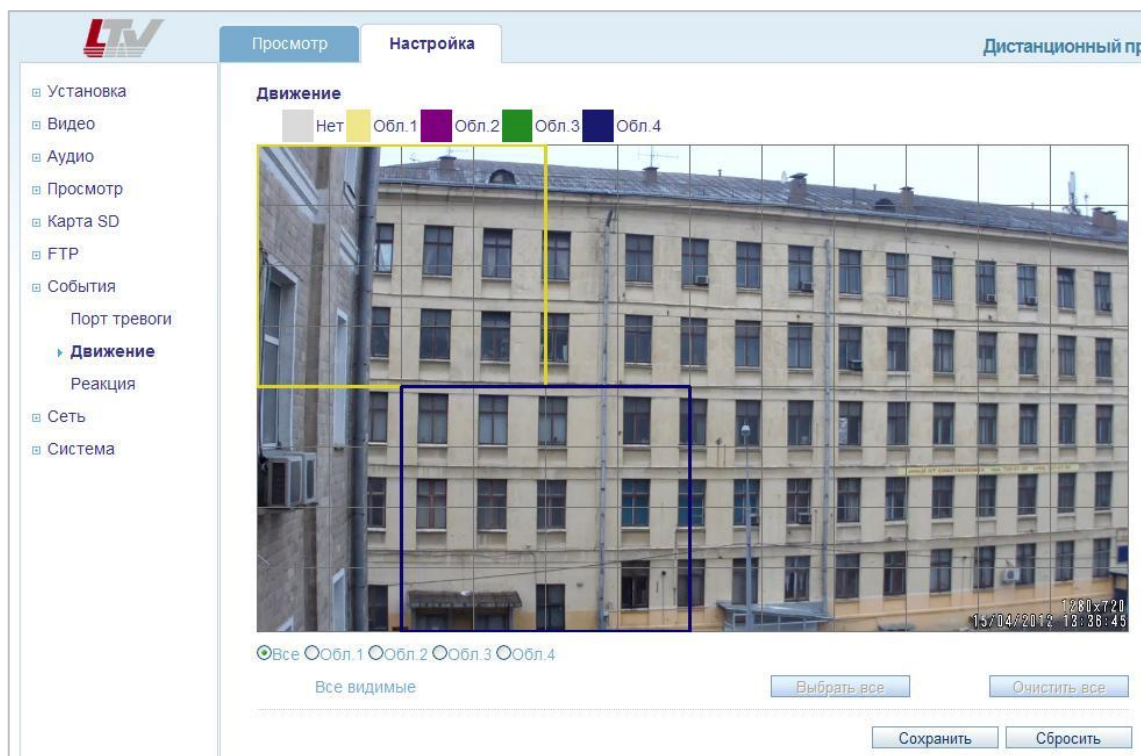 LTV
Просмотр
Настройка
Дистанционный пр
Установка
Видео
Аудио
Просмотр
Карта SD
FTP
События
Порт тревоги
Движение
Реакция
Сеть
Система
Движение
Нет Обл.1 Обл.2 Обл.3 Обл.4
1280x720
15/04/2012 13:36:45
Все Обл.1 Обл.2 Обл.3 Обл.4
Все видимые
Выбрать все
Очистить все
Сохранить
Сбросить